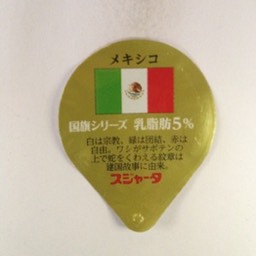 メキシコ
国旗シリーズ 乳脂肪5%
白は宗教、緑は団結、赤は
自由。ワシがサボテンの
上で蛇をくわえる紋章は
建国故事に由来。
スジャータ